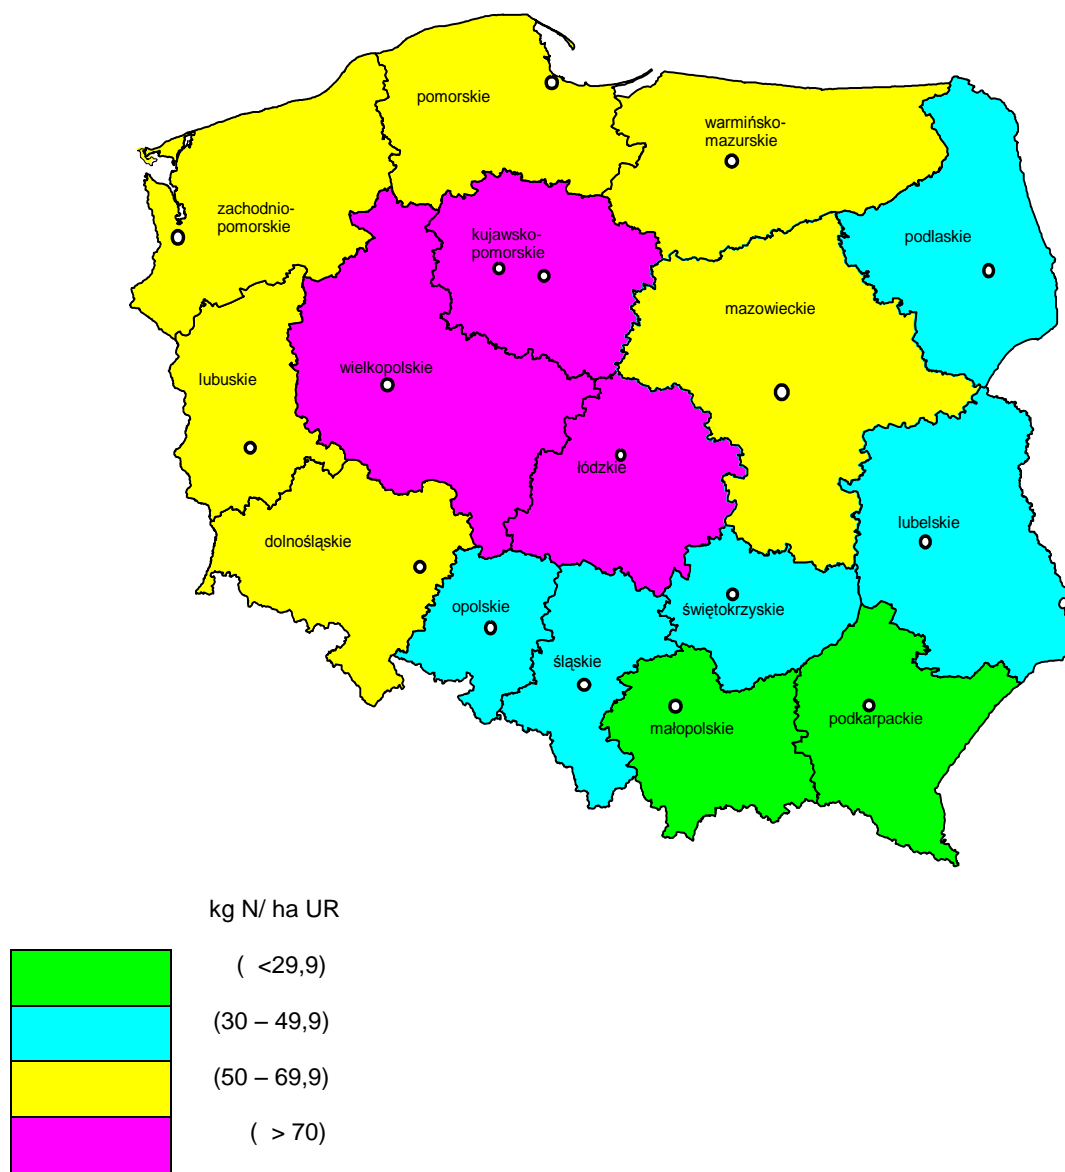 pomorskie
warmińsko-
mazurskie
zachodnio-
pomorskie
kujawsko-
pomorskie
podlaskie
mazowieckie
wielkopolskie
lubuskie
łódzkie
lubelskie
dolnośląskie
opolskie
świętokrzyskie
śląskie
małopolskie
podkarpackie
kg N/ ha UR
( <29,9)
(30 – 49,9)
(50 – 69,9)
( > 70)